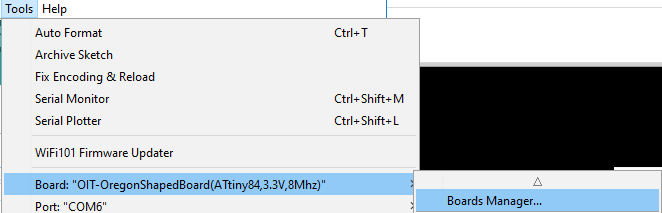 Tools Help
Auto Format Ctrl+T
Archive Sketch
Fix Encoding & Reload
Serial Monitor Ctrl+Shift+M
Serial Plotter Ctrl+Shift+L
WiFi101 Firmware Updater
Board: "OIT-OregonShapedBoard(ATtiny84,3.3V,8Mhz)"
Boards Manager...
Port: "COM6"